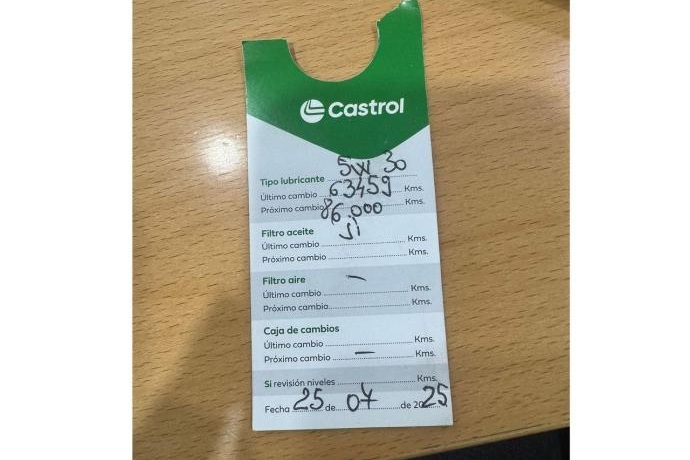 Castrol
Tipo lubricante 5W 30
Último cambio 63459 Kms.
Próximo cambio 86.000 Kms.
Filtro aceite si
Último cambio Kms.
Próximo cambio Kms.
Filtro aire —
Último cambio Kms.
Próximo cambio Kms.
Caja de cambios
Último cambio Kms.
Próximo cambio — Kms.
Si revisión niveles Kms.
Fecha 25 de 04 de 2025